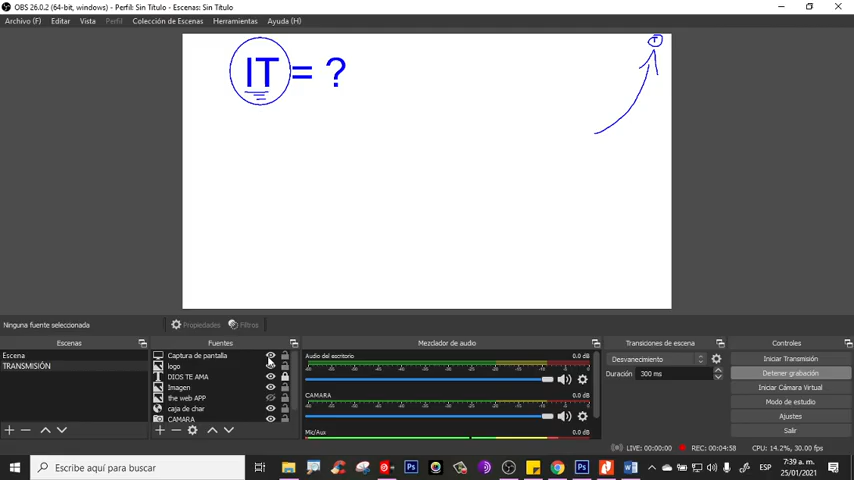 OBS 26.0.2 (64-bit, windows) - Perfil: Sin Título - Escenas: Sin Título
Archivo (F) Editar Vista Perfil Colección de Escenas Herramientas Ayuda (H)
IT = ?
T
Ninguna fuente seleccionada Propiedades Filtros
Escenas Fuentes Mezclador de audio Transiciones de escena Controles
Escena
TRANSMISIÓN
Captura de pantalla
logo
DIOS TE AMA
Imagen
the web APP
caja de char
CAMARA
Audio del escritorio 0.0 dB
CAMARA 0.0 dB
Mic/Aux 0.0 dB
Desvanecimiento
Duración 300 ms
Iniciar Transmisión
Detener grabación
Iniciar Cámara Virtual
Modo de estudio
Ajustes
Salir
LIVE: 00:00:00 REC: 00:04:58 CPU: 14.2%, 30.00 fps
Escribe aquí para buscar
ESP
7:39 a. m.
25/01/2021